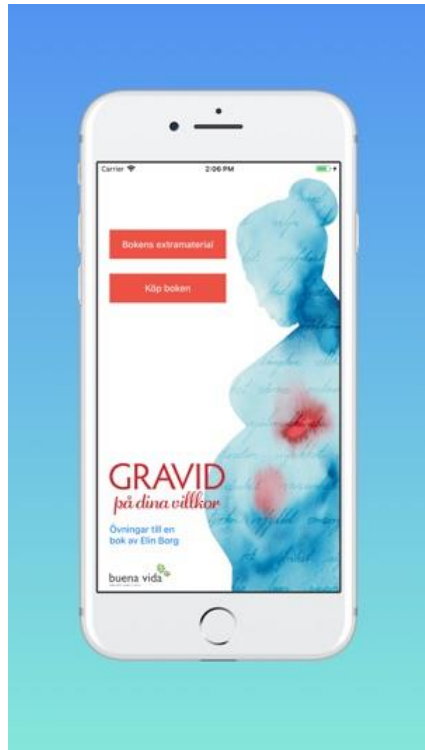 Carrier
2:06 PM
Bokens extramaterial
Köp boken
GRAVID
på dina villkor
Övningar till en
bok av Elin Borg
buena vida